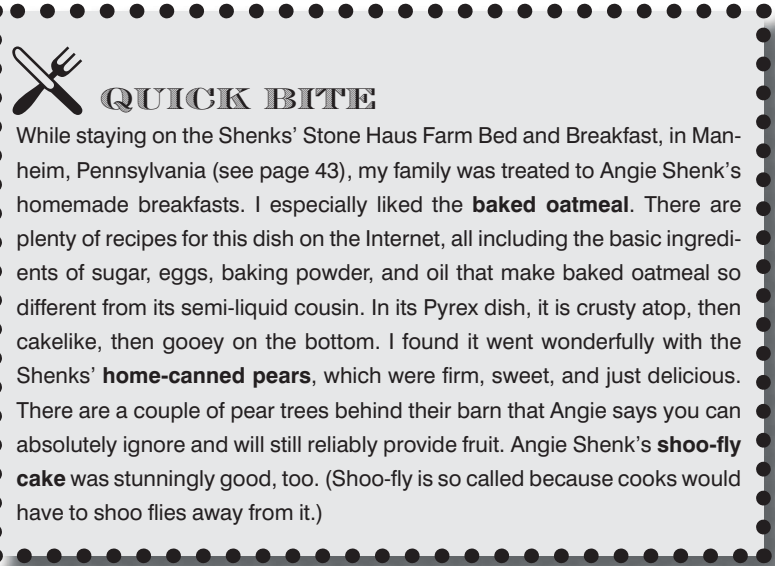 QUICK BITE
While staying on the Shenks’ Stone Haus Farm Bed and Breakfast, in Man-
heim, Pennsylvania (see page 43), my family was treated to Angie Shenk’s
homemade breakfasts. I especially liked the baked oatmeal. There are
plenty of recipes for this dish on the Internet, all including the basic ingredi-
ents of sugar, eggs, baking powder, and oil that make baked oatmeal so
different from its semi-liquid cousin. In its Pyrex dish, it is crusty atop, then
cakelike, then gooey on the bottom. I found it went wonderfully with the
Shenks’ home-canned pears, which were firm, sweet, and just delicious.
There are a couple of pear trees behind their barn that Angie says you can
absolutely ignore and will still reliably provide fruit. Angie Shenk’s shoo-fly
cake was stunningly good, too. (Shoo-fly is so called because cooks would
have to shoo flies away from it.)